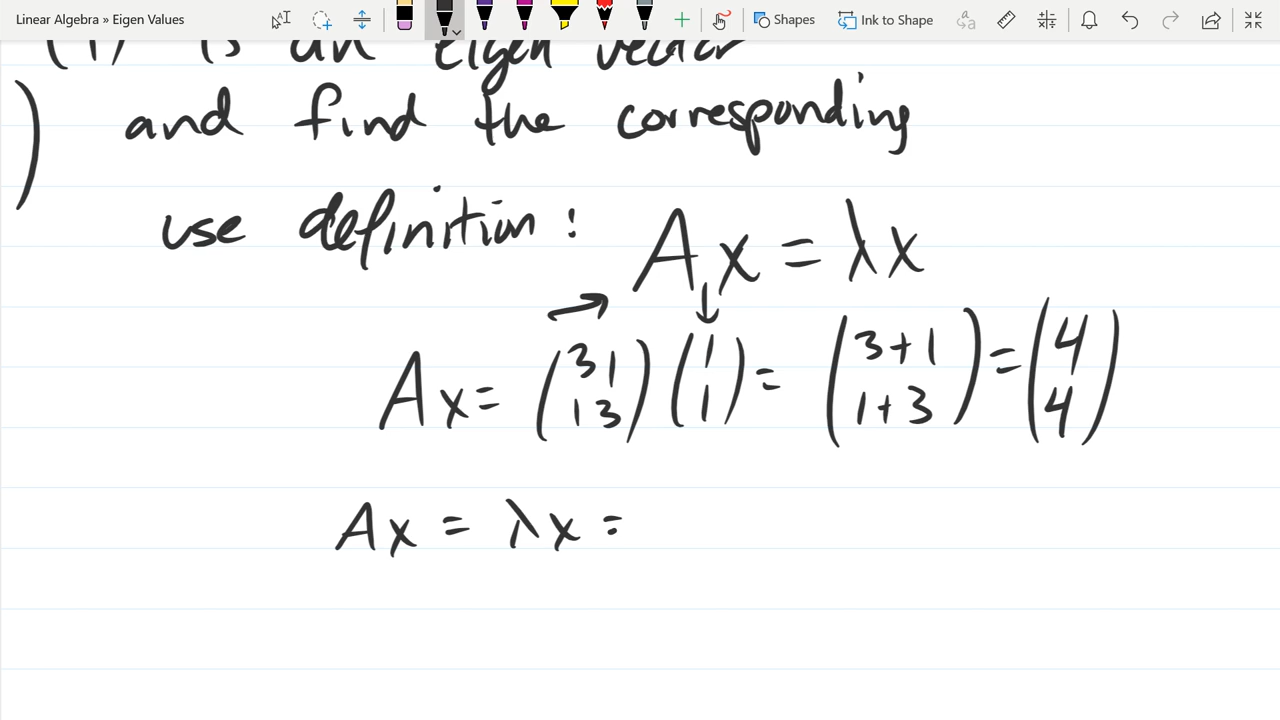 Linear Algebra » Eigen Values
Shapes Ink to Shape
(1) is an eigen vector
) and find the corresponding
use definition: Ax = λx
Ax = (3 1 1 3) (1 1) = (3+1 1+3) = (4 4)
Ax = λx =